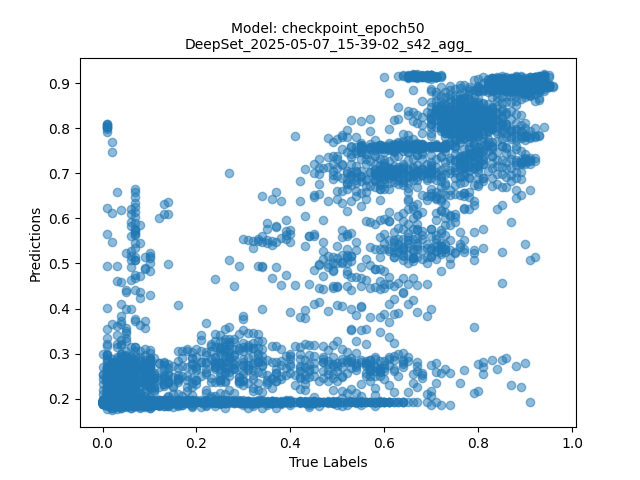 Model: checkpoint_epoch50
DeepSet_2025-05-07_15-39-02_s42_agg_
0.9
0.8
0.7
0.6
0.5
0.4
0.3
0.2
Predictions
0.0 0.2 0.4 0.6 0.8 1.0
True Labels